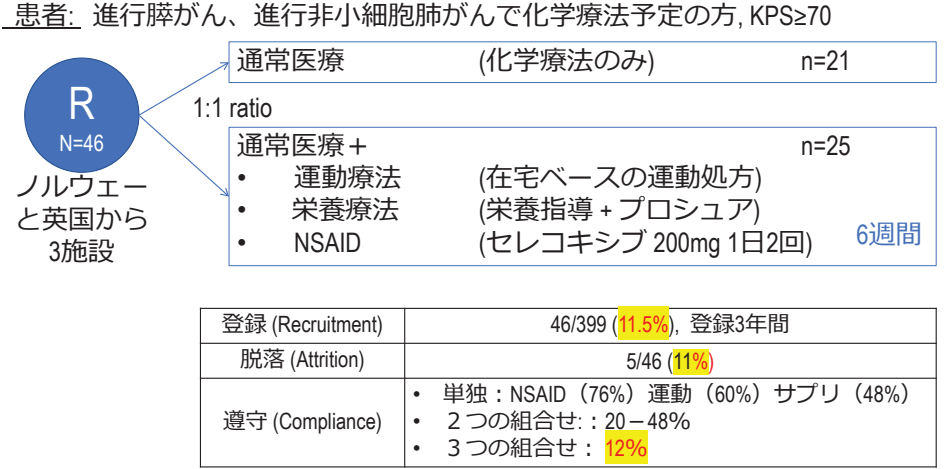 患者: 進行膵がん、進行非小細胞肺がんで化学療法予定の方, KPS≥70
R
N=46
ノルウェー
と英国から
3施設
1:1 ratio
通常医療 (化学療法のみ) n=21
通常医療＋ n=25
• 運動療法 (在宅ベースの運動処方)
• 栄養療法 (栄養指導 + プロシュア)
• NSAID (セレコキシブ 200mg 1日2回) 6週間
登録 (Recruitment) 46/399 (11.5%), 登録3年間
脱落 (Attrition) 5/46 (11%)
遵守 (Compliance)
• 単独：NSAID（76%）運動（60%）サプリ（48%）
• ２つの組合せ:：20－48%
• ３つの組合せ： 12%